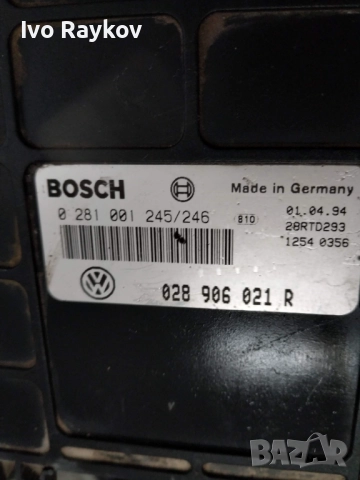 Ivo Raykov
BOSCH
Made in Germany
0 281 001 245/246
B10
01.04.94
28RTD293
1254 0356
028 906 021 R
BAZAR